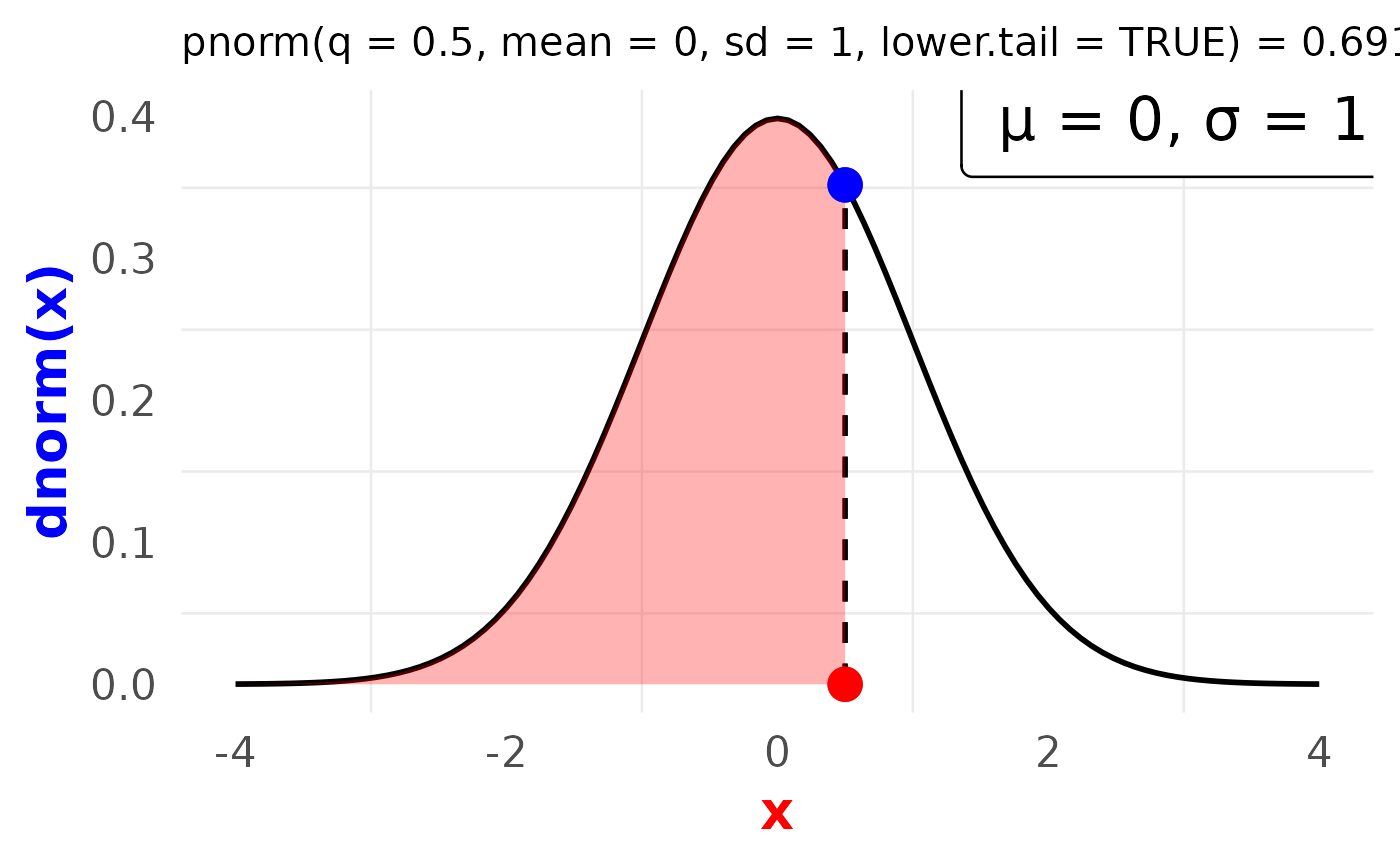 pnorm(q = 0.5, mean = 0, sd = 1, lower.tail = TRUE) = 0.691
μ = 0, σ = 1
0.4
0.3
0.2
0.1
0.0
dnorm(x)
-4 -2 0 2 4
x